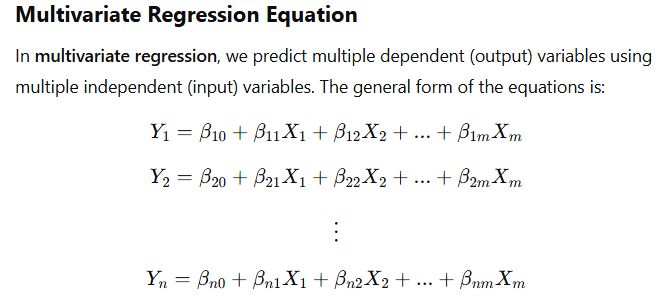 Multivariate Regression Equation
In multivariate regression, we predict multiple dependent (output) variables using
multiple independent (input) variables. The general form of the equations is:
Y₁ = β₁₀ + β₁₁X₁ + β₁₂X₂ + ... + β₁ₘXₘ
Y₂ = β₂₀ + β₂₁X₁ + β₂₂X₂ + ... + β₂ₘXₘ
⋮
Yₙ = βₙ₀ + βₙ₁X₁ + βₙ₂X₂ + ... + βₙₘXₘ